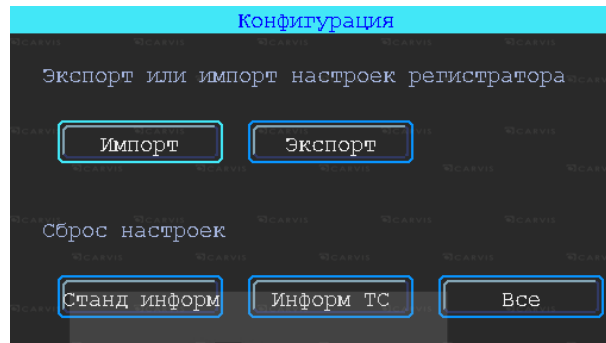 Конфигурация
Экспорт или импорт настроек регистратора
Импорт Экспорт
Сброс настроек
Станд информ Информ ТС Все